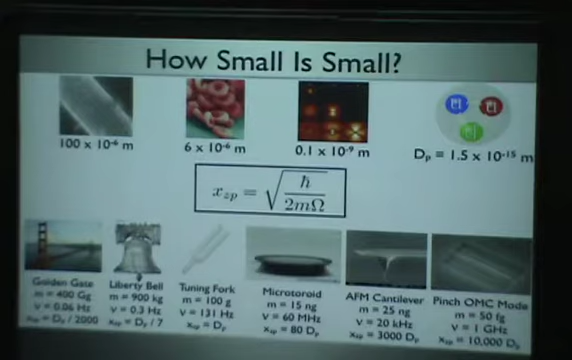 How Small Is Small?
100 x 10⁻⁶ m
6 x 10⁻⁶ m
0.1 x 10⁻⁹ m
Dₚ = 1.5 x 10⁻¹⁵ m
x_zp = √(ħ / 2mΩ)
Golden Gate
m = 400 Gg
ν = 0.06 Hz
x_zp = Dₚ / 2000
Liberty Bell
m = 900 kg
ν = 0.3 Hz
x_zp = Dₚ / 7
Tuning Fork
m = 100 g
ν = 131 Hz
x_zp = Dₚ
Microtoroid
m = 15 ng
ν = 60 MHz
x_zp = 80 Dₚ
AFM Cantilever
m = 25 ng
ν = 20 kHz
x_zp = 3000 Dₚ
Pinch OMC Mode
m = 50 fg
ν = 1 GHz
x_zp = 10,000 Dₚ